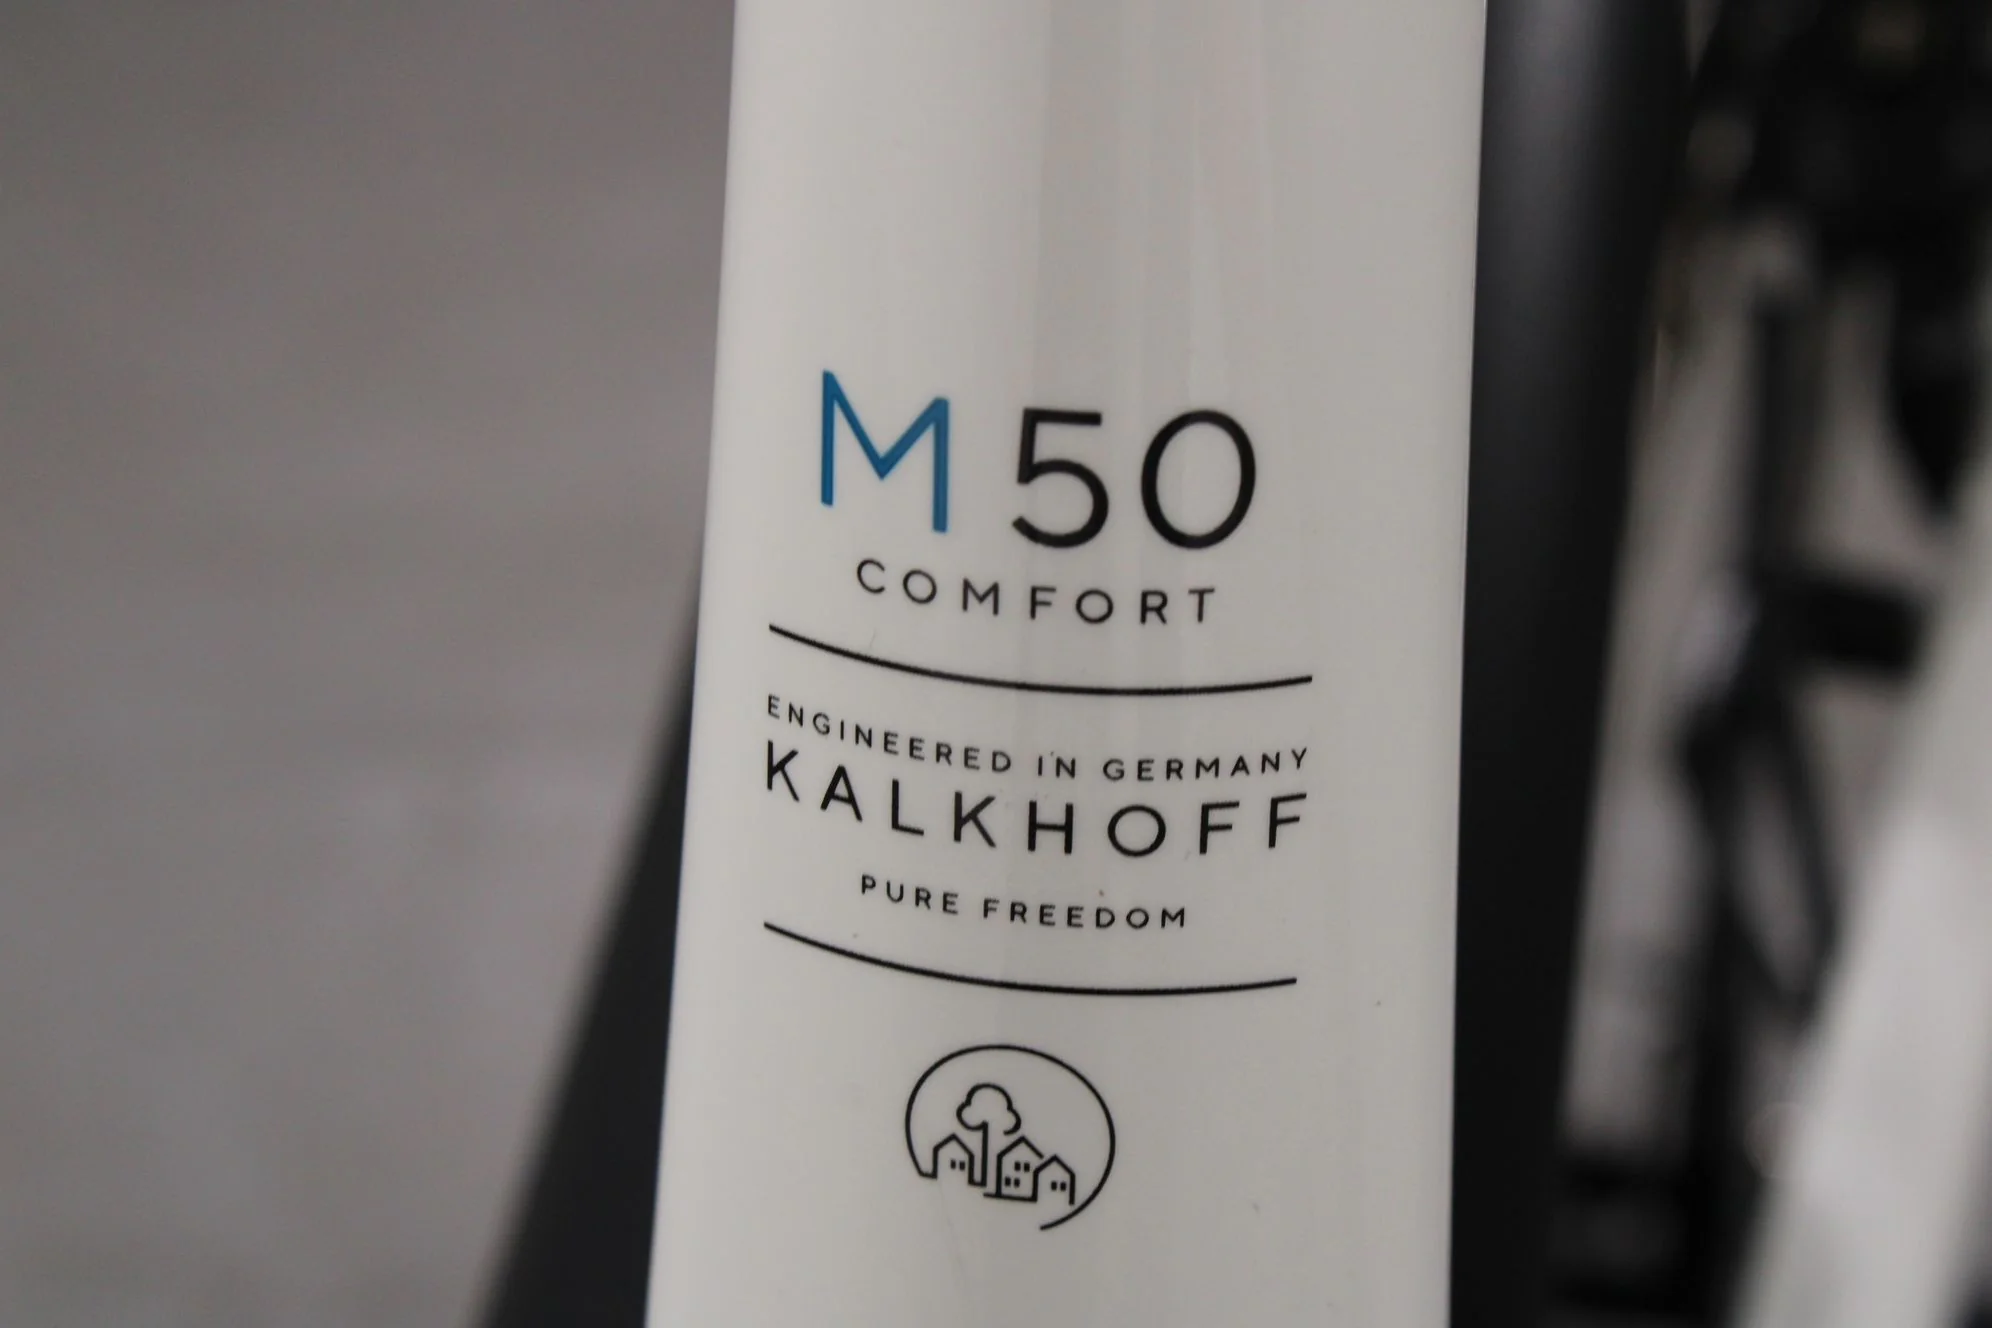 M50
COMFORT
ENGINEERED IN GERMANY
KALKHOFF
PURE FREEDOM